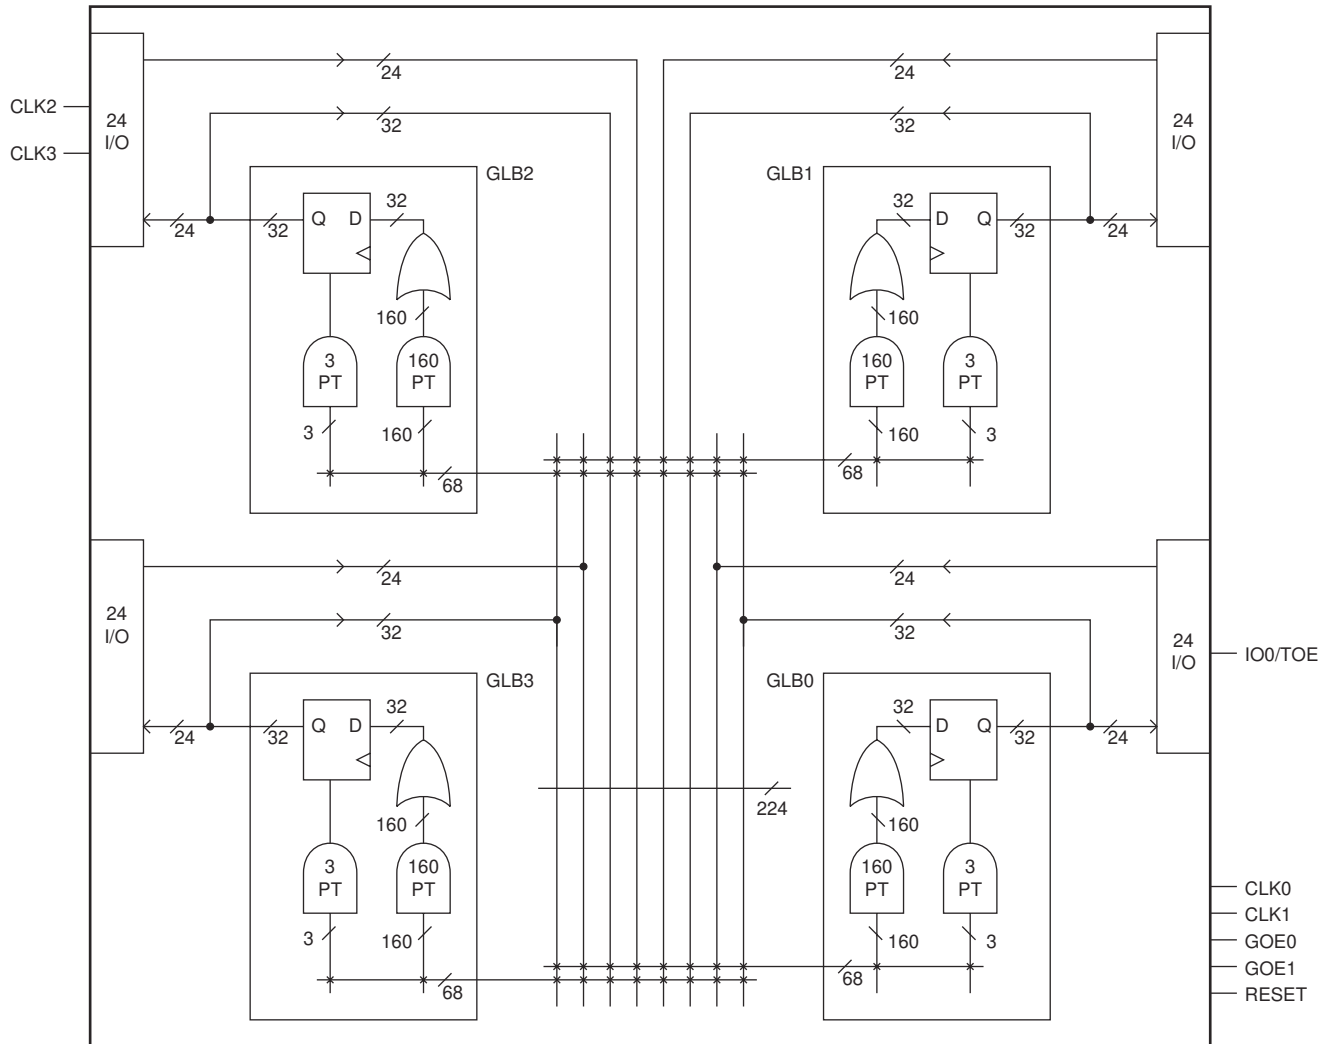 24
24
CLK2
24
I/O
32
32
24
I/O
CLK3
GLB2
GLB1
32
32
Q D
D Q
24
32
32
24
160
160
3
PT
160
PT
160
PT
3
PT
3
160
160
3
68
68
24
24
24
I/O
32
32
24
I/O
IO0/TOE
GLB3
GLB0
32
32
Q D
D Q
24
32
32
24
224
160
160
3
PT
160
PT
160
PT
3
PT
CLK0
CLK1
3
160
160
3
GOE0
GOE1
68
68
RESET